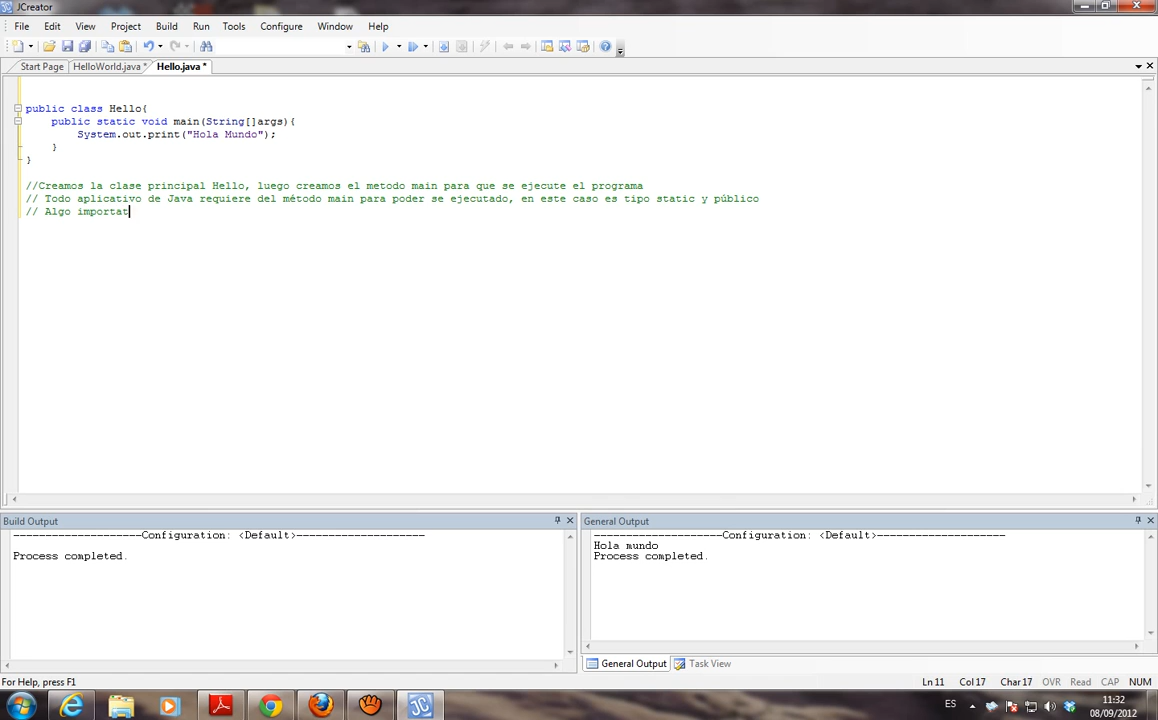 JCreator
File Edit View Project Build Run Tools Configure Window Help
Start Page HelloWorld.java * Hello.java *
public class Hello{
public static void main(String[]args){
System.out.print("Hola Mundo");
}
}
//Creamos la clase principal Hello, luego creamos el metodo main para que se ejecute el programa
// Todo aplicativo de Java requiere del método main para poder se ejecutado, en este caso es tipo static y público
// Algo importat
Build Output
--------------------Configuration: <Default>--------------------
Process completed.
General Output
--------------------Configuration: <Default>--------------------
Hola mundo
Process completed.
General Output Task View
For Help, press F1
Ln 11 Col 17 Char 17 OVR Read CAP NUM
JC
ES
11:32
08/09/2012